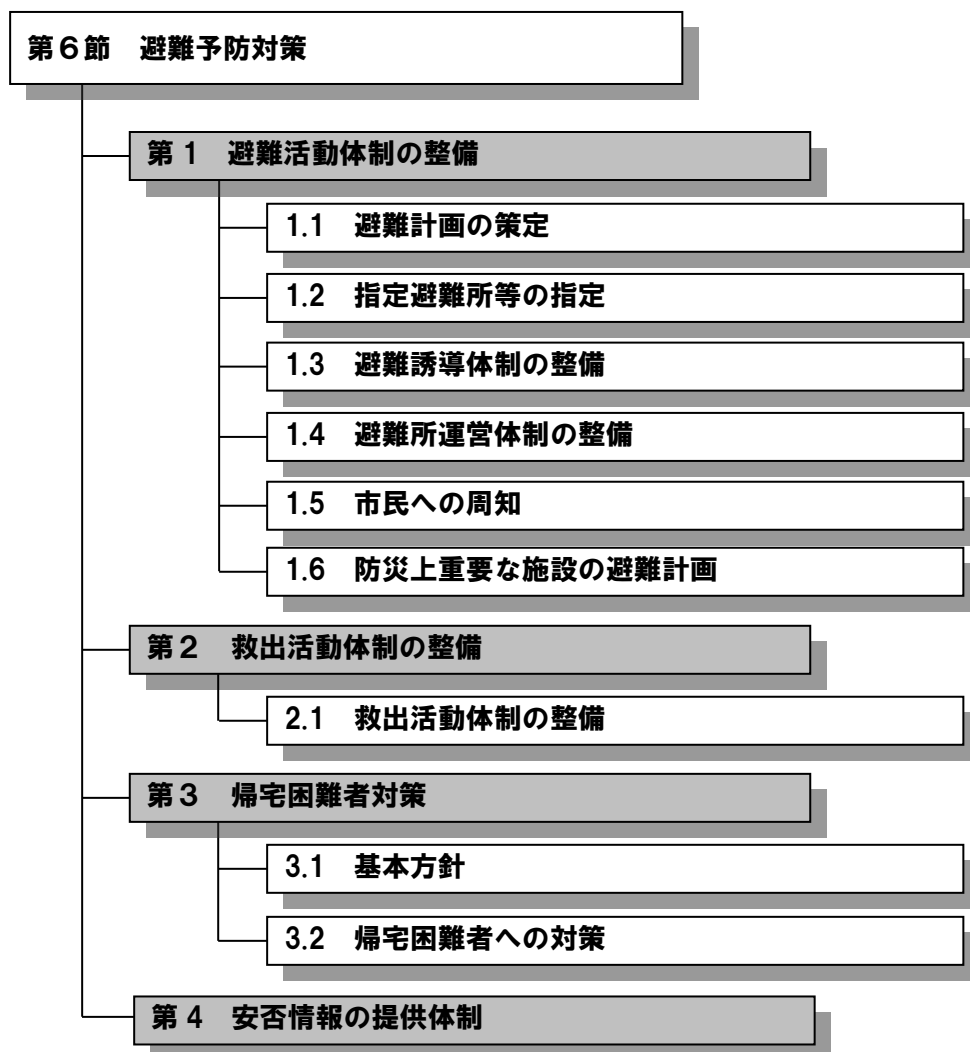 第６節　避難予防対策
第１　避難活動体制の整備
1.1　避難計画の策定
1.2　指定避難所等の指定
1.3　避難誘導体制の整備
1.4　避難所運営体制の整備
1.5　市民への周知
1.6　防災上重要な施設の避難計画
第２　救出活動体制の整備
2.1　救出活動体制の整備
第３　帰宅困難者対策
3.1　基本方針
3.2　帰宅困難者への対策
第４　安否情報の提供体制